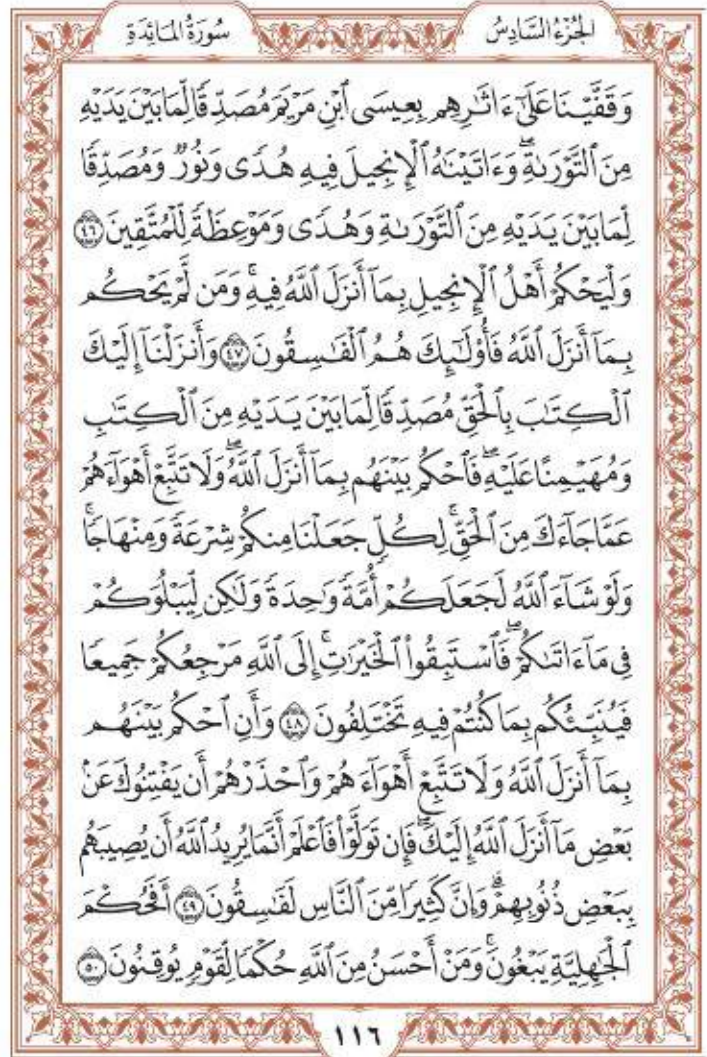 الجُزْءُ السَّادِسُ سُورَةُ المَائِدَةِ
وَقَفَّيْنَا عَلَىٰٓ ءَاثَـٰرِهِم بِعِيسَى ٱبْنِ مَرْيَمَ مُصَدِّقًا لِّمَا بَيْنَ يَدَيْهِ
مِنَ ٱلتَّوْرَىٰةِۖ وَءَاتَيْنَـٰهُ ٱلْإِنجِيلَ فِيهِ هُدًى وَنُورٌ وَمُصَدِّقًا
لِّمَا بَيْنَ يَدَيْهِ مِنَ ٱلتَّوْرَىٰةِ وَهُدًى وَمَوْعِظَةً لِّلْمُتَّقِينَ ٤٦
وَلْيَحْكُمْ أَهْلُ ٱلْإِنجِيلِ بِمَآ أَنزَلَ ٱللَّهُ فِيهِۚ وَمَن لَّمْ يَحْكُم
بِمَآ أَنزَلَ ٱللَّهُ فَأُو۟لَـٰٓئِكَ هُمُ ٱلْفَـٰسِقُونَ ٤٧ وَأَنزَلْنَآ إِلَيْكَ
ٱلْكِتَـٰبَ بِٱلْحَقِّ مُصَدِّقًا لِّمَا بَيْنَ يَدَيْهِ مِنَ ٱلْكِتَـٰبِ
وَمُهَيْمِنًا عَلَيْهِۖ فَٱحْكُم بَيْنَهُم بِمَآ أَنزَلَ ٱللَّهُۖ وَلَا تَتَّبِعْ أَهْوَآءَهُمْ
عَمَّا جَآءَكَ مِنَ ٱلْحَقِّۚ لِكُلٍّ جَعَلْنَا مِنكُمْ شِرْعَةً وَمِنْهَاجًاۚ
وَلَوْ شَآءَ ٱللَّهُ لَجَعَلَكُمْ أُمَّةً وَٰحِدَةً وَلَـٰكِن لِّيَبْلُوَكُمْ
فِى مَآ ءَاتَىٰكُمْۖ فَٱسْتَبِقُوا۟ ٱلْخَيْرَٰتِۚ إِلَى ٱللَّهِ مَرْجِعُكُمْ جَمِيعًا
فَيُنَبِّئُكُم بِمَا كُنتُمْ فِيهِ تَخْتَلِفُونَ ٤٨ وَأَنِ ٱحْكُم بَيْنَهُم
بِمَآ أَنزَلَ ٱللَّهُ وَلَا تَتَّبِعْ أَهْوَآءَهُمْ وَٱحْذَرْهُمْ أَن يَفْتِنُوكَ عَنۢ
بَعْضِ مَآ أَنزَلَ ٱللَّهُ إِلَيْكَۖ فَإِن تَوَلَّوْا۟ فَٱعْلَمْ أَنَّمَا يُرِيدُ ٱللَّهُ أَن يُصِيبَهُم
بِبَعْضِ ذُنُوبِهِمْۗ وَإِنَّ كَثِيرًا مِّنَ ٱلنَّاسِ لَفَـٰسِقُونَ ٤٩ أَفَحُكْمَ
ٱلْجَـٰهِلِيَّةِ يَبْغُونَۚ وَمَنْ أَحْسَنُ مِنَ ٱللَّهِ حُكْمًا لِّقَوْمٍ يُوقِنُونَ ٥٠
١١٦